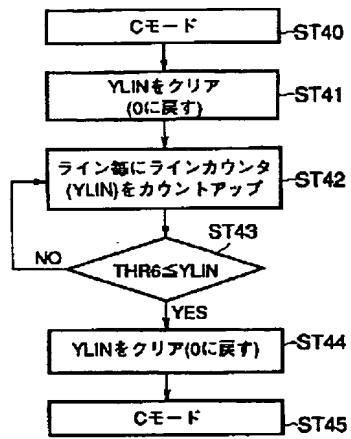 Cモード
ST40
YLINをクリア
(0に戻す)
ST41
ライン毎にラインカウンタ
(YLIN)をカウントアップ
ST42
ST43
NO
THR6≦YLIN
YES
YLINをクリア(0に戻す)
ST44
Cモード
ST45